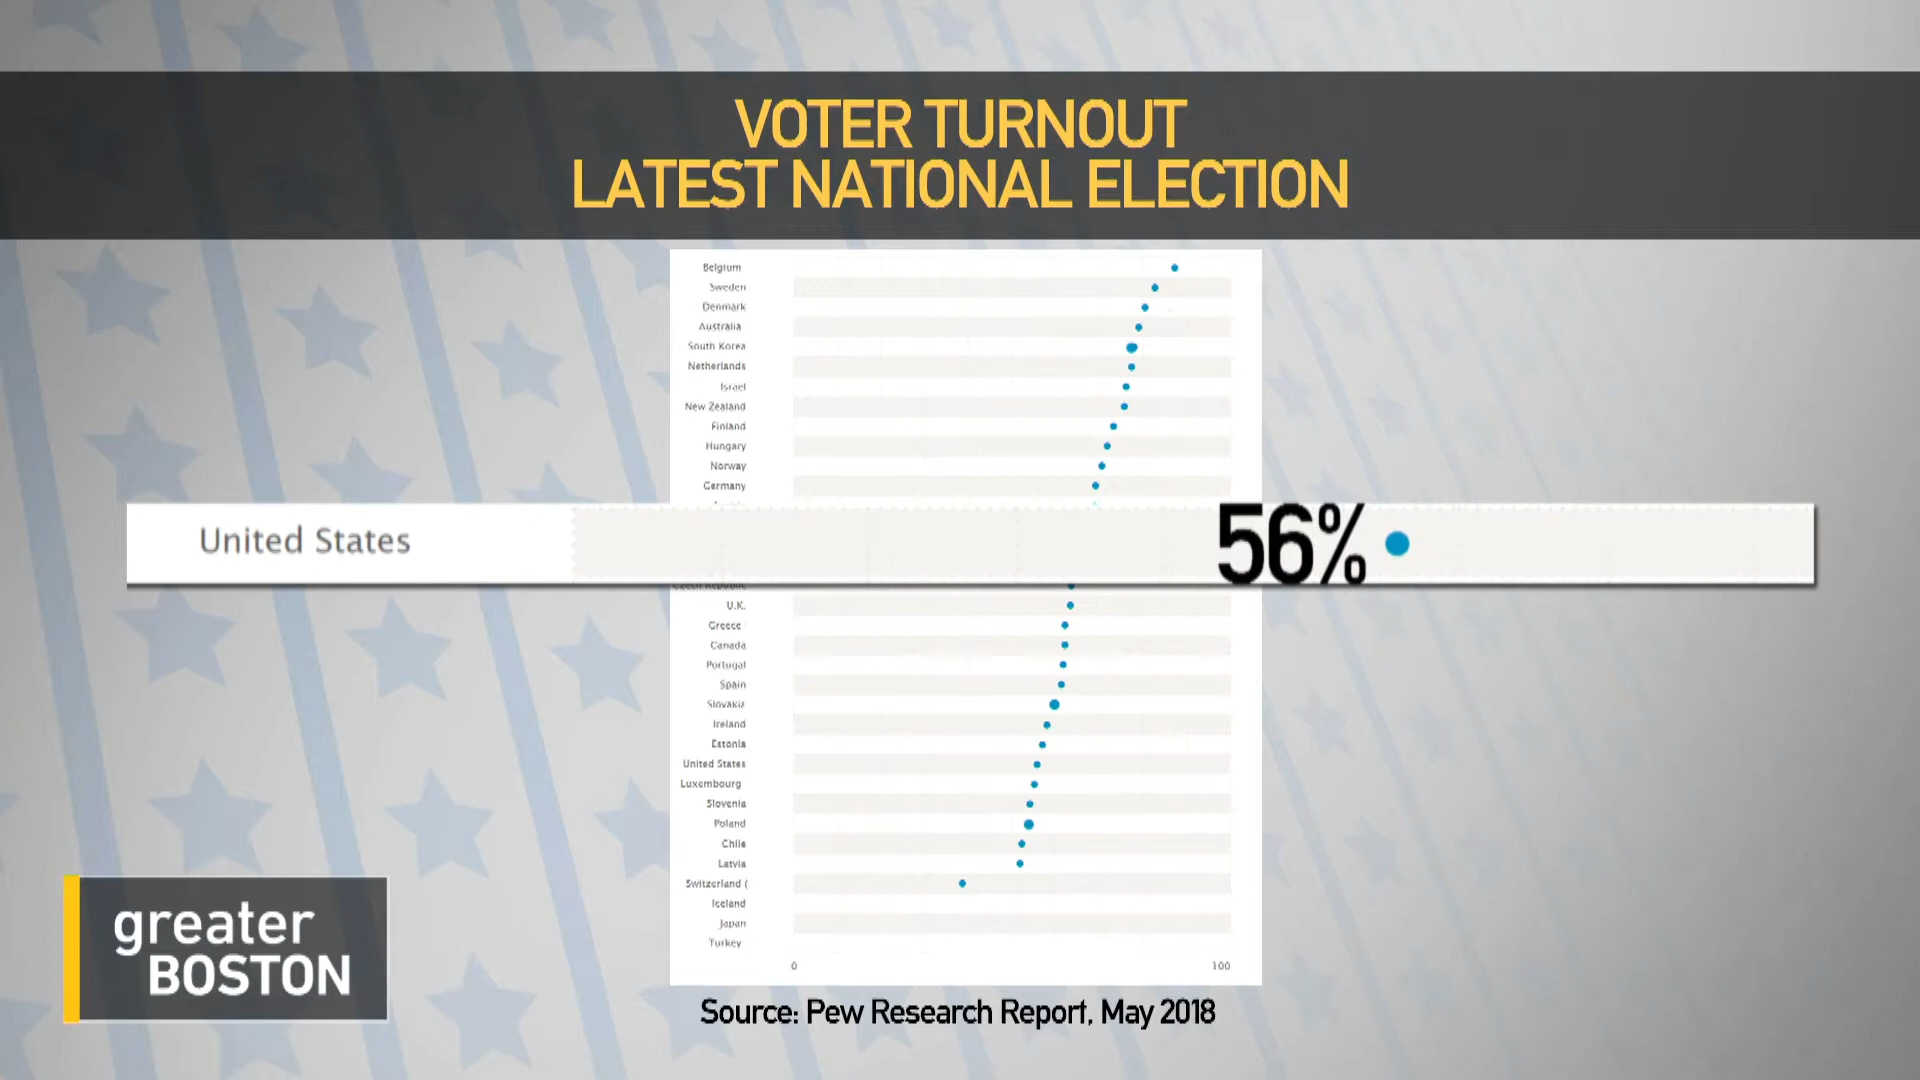 VOTER TURNOUT
LATEST NATIONAL ELECTION
Belgium
Sweden
Denmark
Australia
South Korea
Netherlands
Israel
New Zealand
Finland
Hungary
Norway
Germany
United States
56%
U.K.
Greece
Canada
Portugal
Spain
Slovakia
Ireland
Estonia
United States
Luxembourg
Slovenia
Poland
Chile
Latvia
Switzerland (
Iceland
Japan
Turkey
0 100
greater
BOSTON
Source: Pew Research Report, May 2018